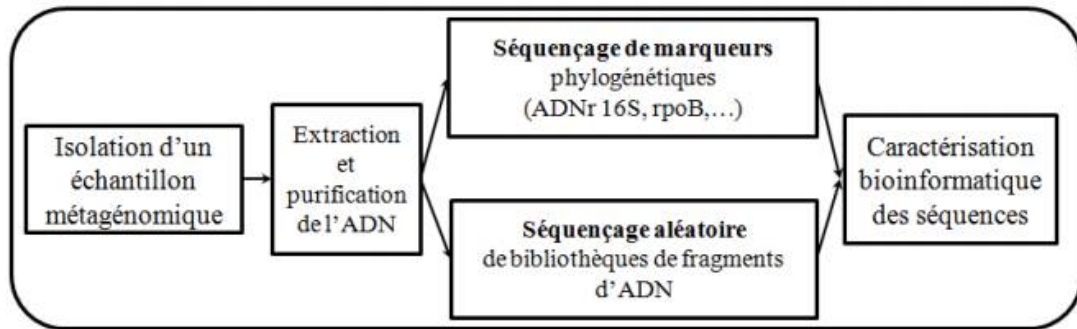 Isolation d'un
échantillon
métagénomique
Extraction
et
purification
de l'ADN
Séquençage de marqueurs
phylogénétiques
(ADNr 16S, rpoB,…)
Séquençage aléatoire
de bibliothèques de fragments
d'ADN
Caractérisation
bioinformatique
des séquences